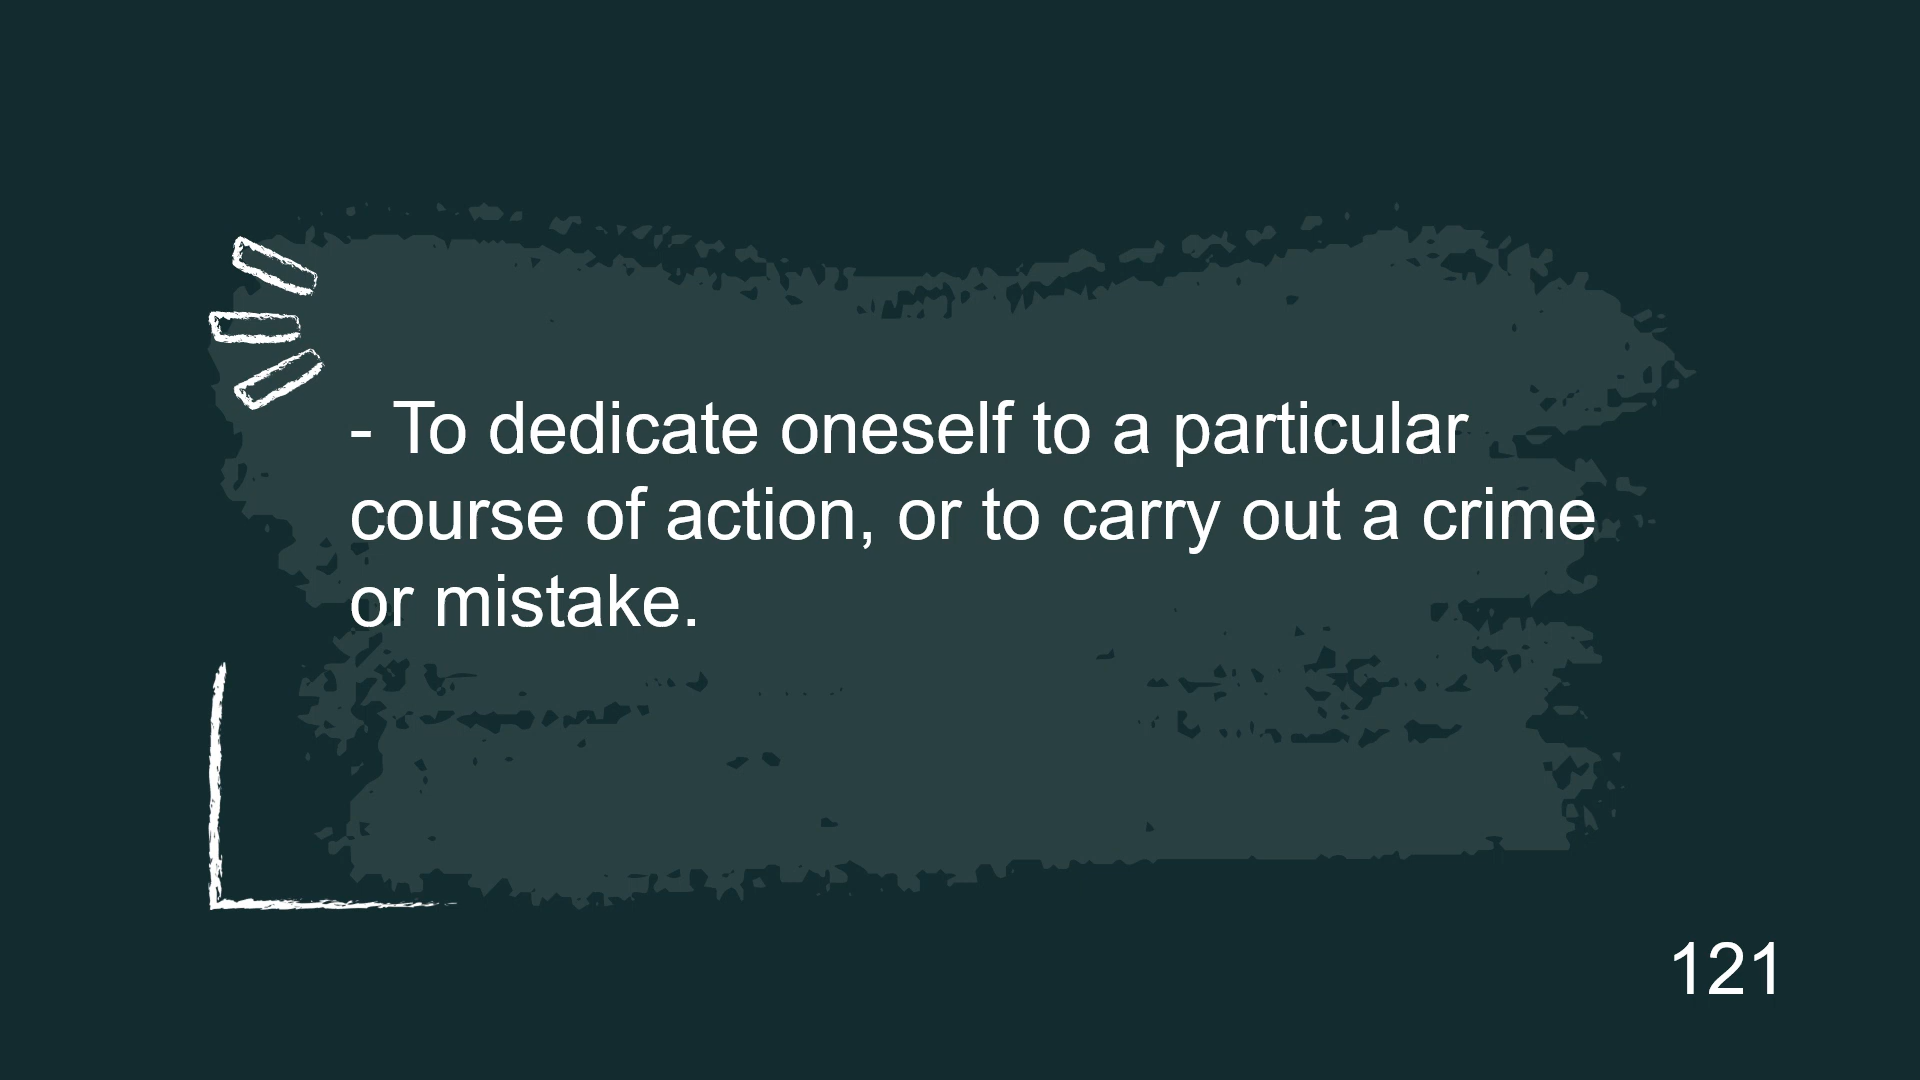 - To dedicate oneself to a particular
course of action, or to carry out a crime
or mistake.
121